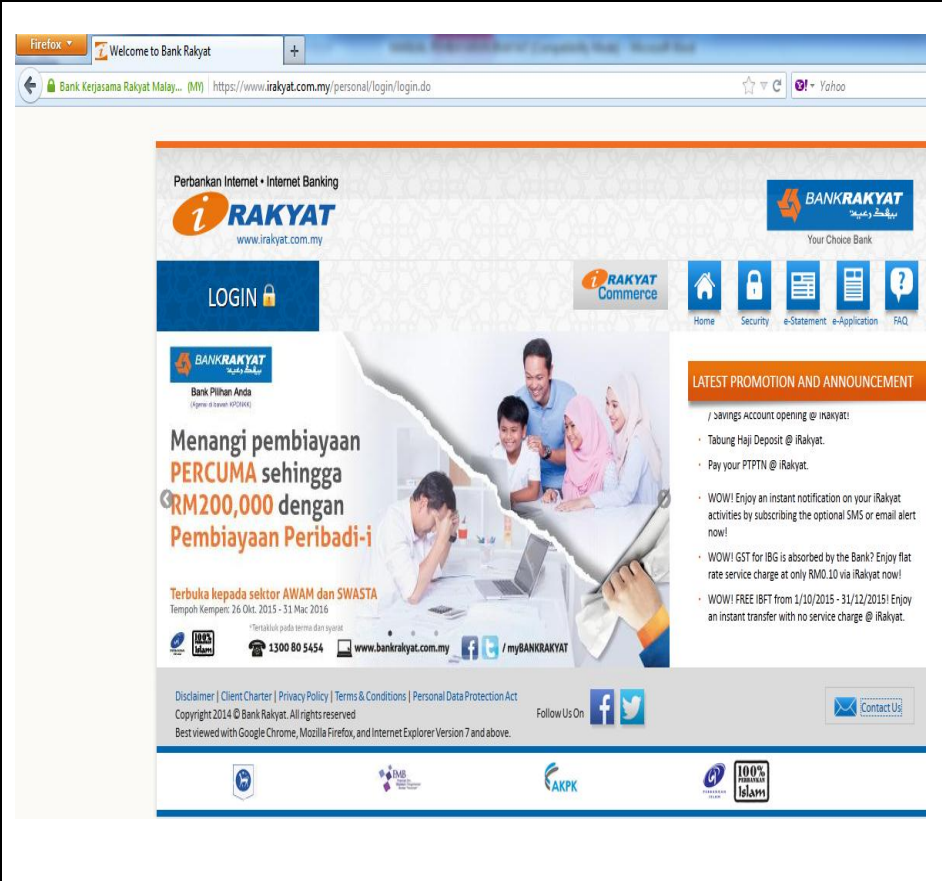 Firefox
Welcome to Bank Rakyat
+
Bank Kerjasama Rakyat Malay... (MY)
https://www.irakyat.com.my/personal/login/login.do
Yahoo
Perbankan Internet • Internet Banking
i RAKYAT
www.irakyat.com.my
BANKRAKYAT
بيڤك رعيت
Your Choice Bank
LOGIN
i RAKYAT
Commerce
Home
Security
e-Statement
e-Application
FAQ
BANKRAKYAT
Bank Pilihan Anda
Menangi pembiayaan
PERCUMA sehingga
RM200,000 dengan
Pembiayaan Peribadi-i
Terbuka kepada sektor AWAM dan SWASTA
Tempoh Kempen: 26 Okt. 2015 - 31 Mac 2016
*Tertakluk pada terma dan syarat
100%
Islam
1300 80 5454
www.bankrakyat.com.my
/ myBANKRAKYAT
LATEST PROMOTION AND ANNOUNCEMENT
/ Savings Account opening @ iRakyat!
Tabung Haji Deposit @ iRakyat.
Pay your PTPTN @ iRakyat.
WOW! Enjoy an instant notification on your iRakyat
activities by subscribing the optional SMS or email alert
now!
WOW! GST for IBG is absorbed by the Bank? Enjoy flat
rate service charge at only RM0.10 via iRakyat now!
WOW! FREE IBFT from 1/10/2015 - 31/12/2015! Enjoy
an instant transfer with no service charge @ iRakyat.
Disclaimer | Client Charter | Privacy Policy | Terms & Conditions | Personal Data Protection Act
Copyright 2014 © Bank Rakyat. All rights reserved
Best viewed with Google Chrome, Mozilla Firefox, and Internet Explorer Version 7 and above.
Follow Us On
Contact Us
AKPK
100%
PERBANKAN
Islam